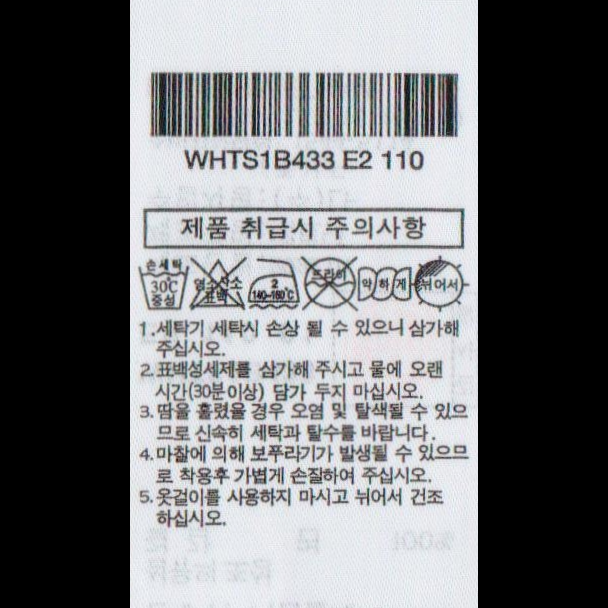 WHTS1B433 E2 110
제품 취급시 주의사항
손세탁 30℃ 중성
염소산소 표백
2 140~160℃
드라이
약하게
뉘어서
1.세탁기 세탁시 손상 될 수 있으니 삼가해
주십시오.
2.표백성세제를 삼가해 주시고 물에 오랜
시간(30분이상) 담가 두지 마십시오.
3.땀을 흘렸을 경우 오염 및 탈색될 수 있으
므로 신속히 세탁과 탈수를 바랍니다.
4.마찰에 의해 보푸라기가 발생될 수 있으므
로 착용후 가볍게 손질하여 주십시오.
5.옷걸이를 사용하지 마시고 뉘어서 건조
하십시오.